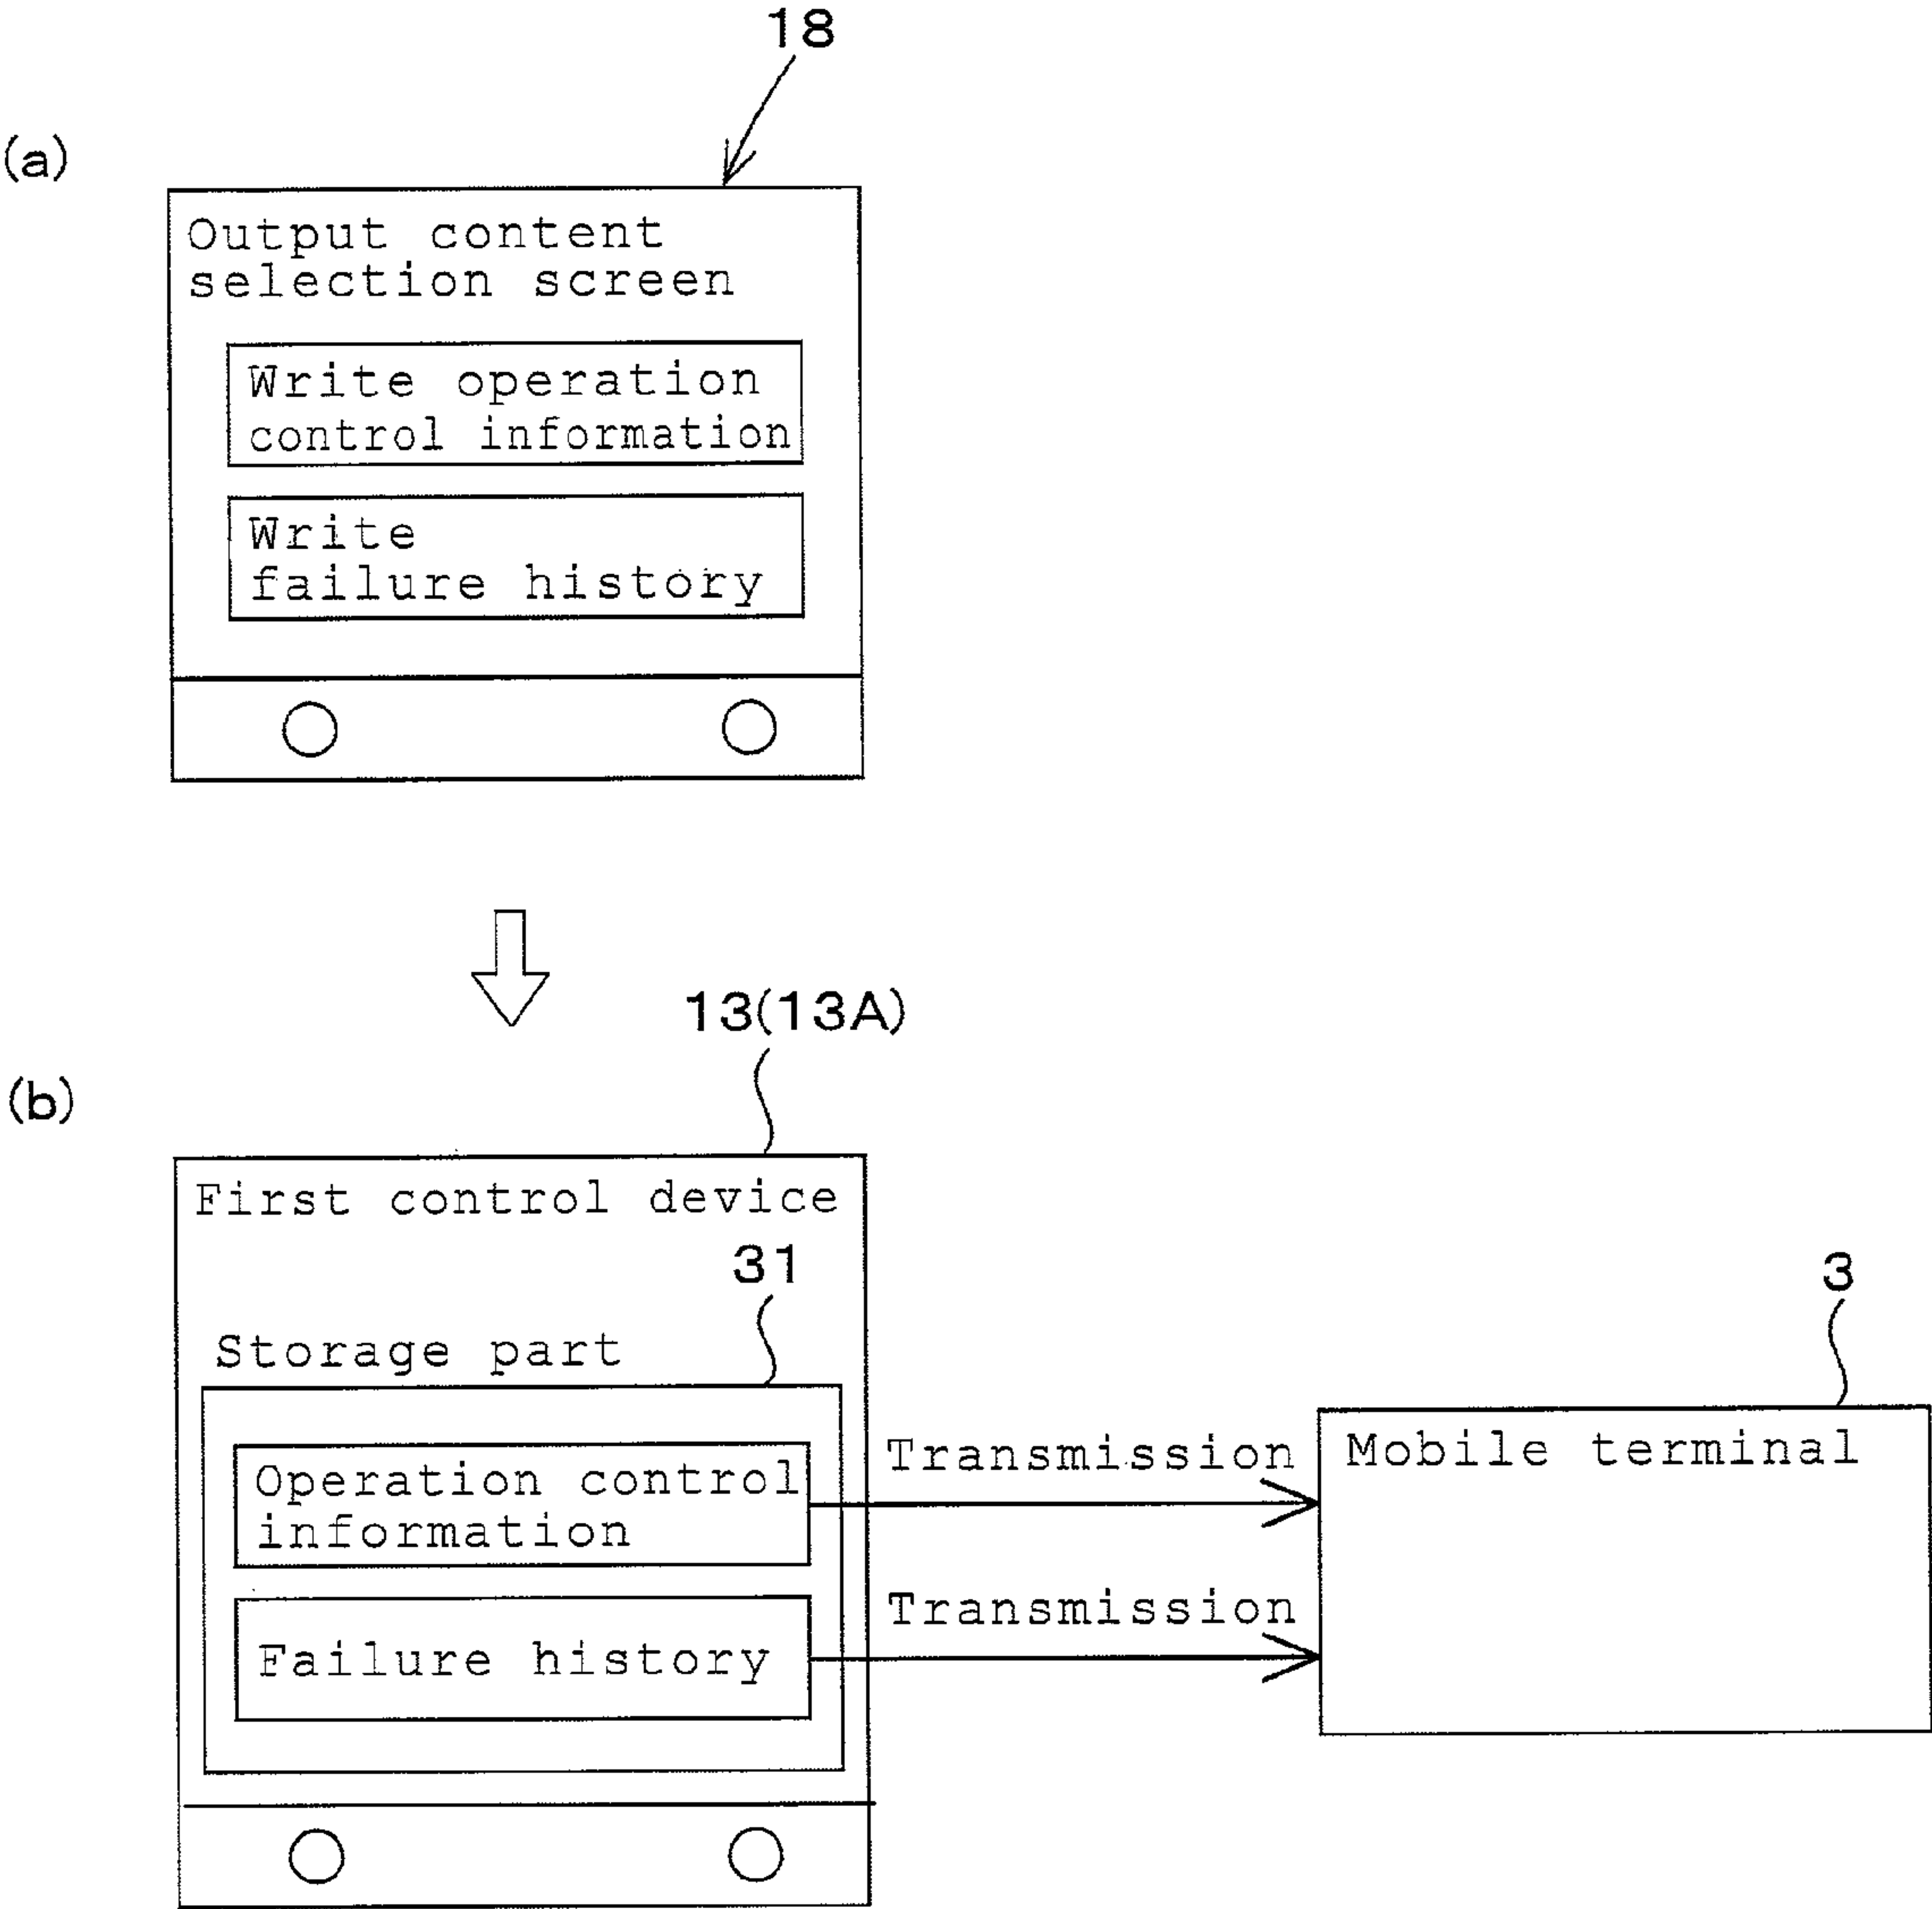 18
(a)
Output content
selection screen
Write operation
control information
Write
failure history
13(13A)
(b)
First control device
31
3
Storage part
Transmission
Mobile terminal
Operation control
information
Transmission
Failure history